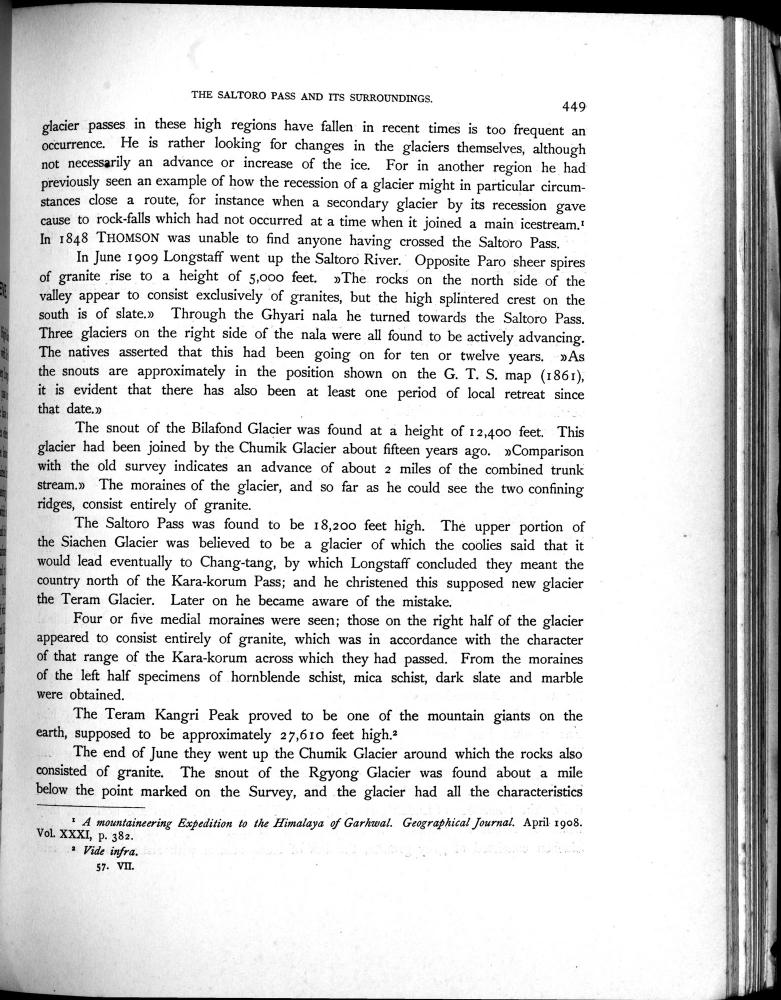 THE SALTORO PASS AND ITS SURROUNDINGS.
449
glacier passes in these high regions have fallen in recent times is too frequent an
occurrence. He is rather looking for changes in the glaciers themselves, although
not necessarily an advance or increase of the ice. For in another region he had
previously seen an example of how the recession of a glacier might in particular circum-
stances close a route, for instance when a secondary glacier by its recession gave
cause to rock-falls which had not occurred at a time when it joined a main icestream.¹
In 1848 THOMSON was unable to find anyone having crossed the Saltoro Pass.
In June 1909 Longstaff went up the Saltoro River. Opposite Paro sheer spires
of granite rise to a height of 5,000 feet. »The rocks on the north side of the
valley appear to consist exclusively of granites, but the high splintered crest on the
south is of slate.» Through the Ghyari nala he turned towards the Saltoro Pass.
Three glaciers on the right side of the nala were all found to be actively advancing.
The natives asserted that this had been going on for ten or twelve years. »As
the snouts are approximately in the position shown on the G. T. S. map (1861),
it is evident that there has also been at least one period of local retreat since
that date.»
The snout of the Bilafond Glacier was found at a height of 12,400 feet. This
glacier had been joined by the Chumik Glacier about fifteen years ago. »Comparison
with the old survey indicates an advance of about 2 miles of the combined trunk
stream.» The moraines of the glacier, and so far as he could see the two confining
ridges, consist entirely of granite.
The Saltoro Pass was found to be 18,200 feet high. The upper portion of
the Siachen Glacier was believed to be a glacier of which the coolies said that it
would lead eventually to Chang-tang, by which Longstaff concluded they meant the
country north of the Kara-korum Pass; and he christened this supposed new glacier
the Teram Glacier. Later on he became aware of the mistake.
Four or five medial moraines were seen; those on the right half of the glacier
appeared to consist entirely of granite, which was in accordance with the character
of that range of the Kara-korum across which they had passed. From the moraines
of the left half specimens of hornblende schist, mica schist, dark slate and marble
were obtained.
The Teram Kangri Peak proved to be one of the mountain giants on the
earth, supposed to be approximately 27,610 feet high.²
The end of June they went up the Chumik Glacier around which the rocks also
consisted of granite. The snout of the Rgyong Glacier was found about a mile
below the point marked on the Survey, and the glacier had all the characteristics
¹ A mountaineering Expedition to the Himalaya of Garhwal. Geographical Journal. April 1908.
Vol. XXXI, p. 382.
² Vide infra.
57. VII.